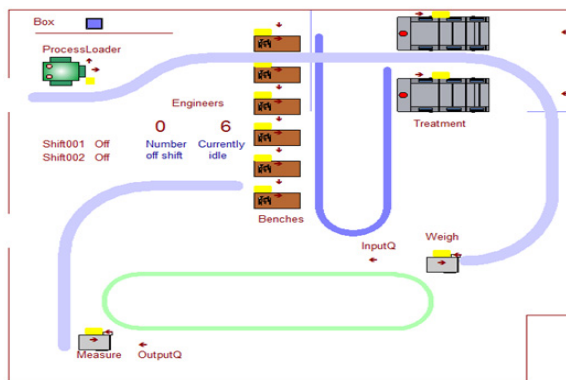 Box
ProcessLoader
Engineers
0 6
Number Currently
off shift idle
Shift001 Off
Shift002 Off
Treatment
Benches
Weigh
InputQ
Measure OutputQ